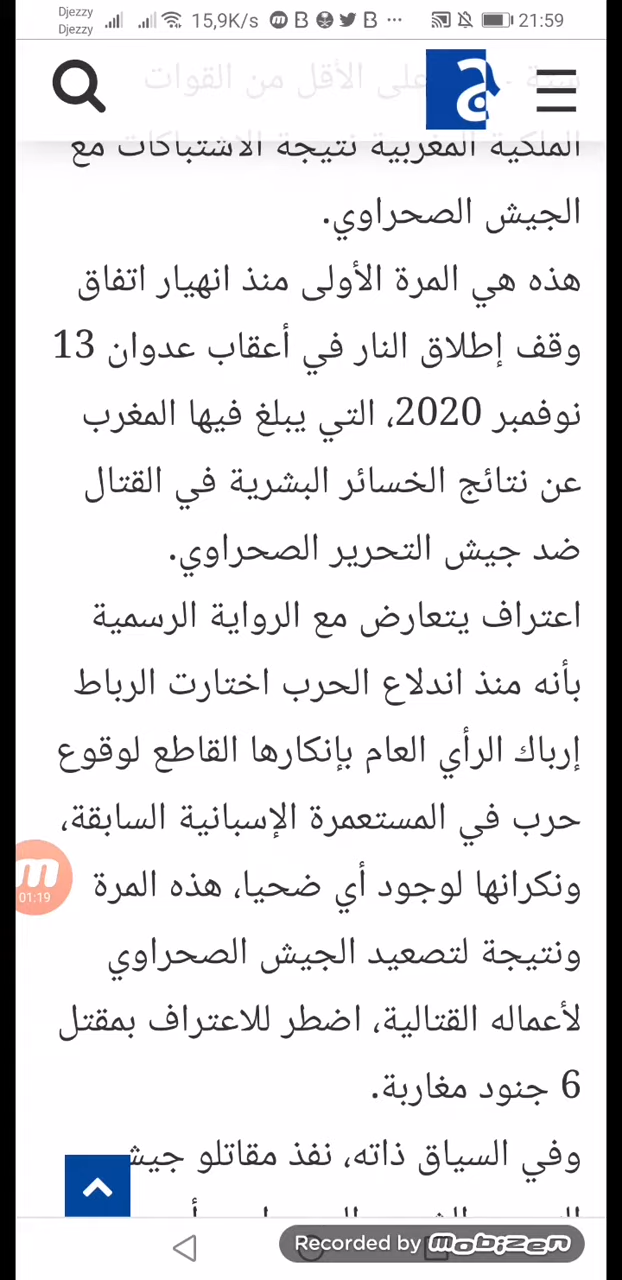 Djezzy
Djezzy
15,9K/s
21:59
على الأقل من القوات
الملكية المغربية نتيجة الاشتباكات مع
الجيش الصحراوي.
هذه هي المرة الأولى منذ انهيار اتفاق
وقف إطلاق النار في أعقاب عدوان 13
نوفمبر 2020، التي يبلغ فيها المغرب
عن نتائج الخسائر البشرية في القتال
ضد جيش التحرير الصحراوي.
اعتراف يتعارض مع الرواية الرسمية
بأنه منذ اندلاع الحرب اختارت الرباط
إرباك الرأي العام بإنكارها القاطع لوقوع
حرب في المستعمرة الإسبانية السابقة،
ونكرانها لوجود أي ضحيا، هذه المرة
01:19
ونتيجة لتصعيد الجيش الصحراوي
لأعماله القتالية، اضطر للاعتراف بمقتل
6 جنود مغاربة.
وفي السياق ذاته، نفذ مقاتلو جيش
Recorded by mobizen